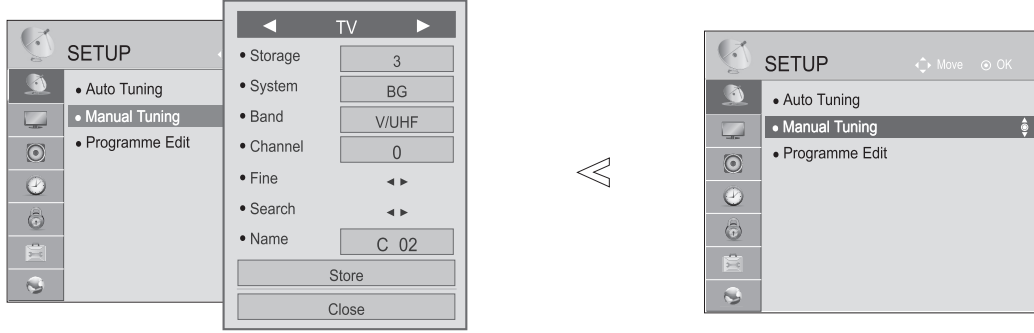 SETUP
• Auto Tuning
• Manual Tuning
• Programme Edit
◄ TV ►
• Storage 3
• System BG
• Band V/UHF
• Channel 0
• Fine ◄ ►
• Search ◄ ►
• Name C 02
Store
Close
SETUP Move OK
• Auto Tuning
• Manual Tuning
• Programme Edit